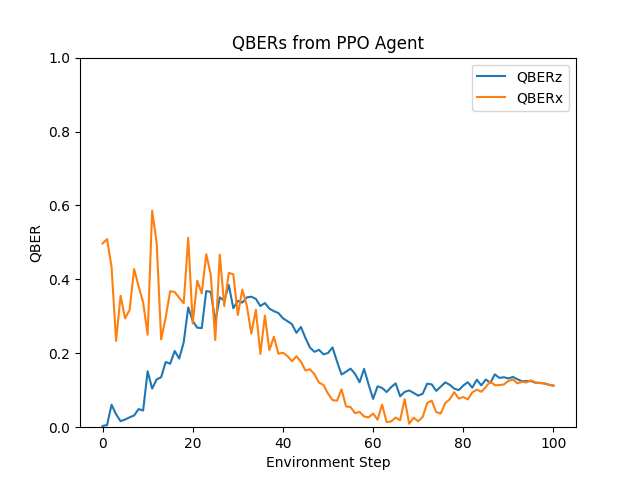 QBERs from PPO Agent
1.0
0.8
0.6
0.4
0.2
0.0
QBER
QBERz
QBERx
0 20 40 60 80 100
Environment Step